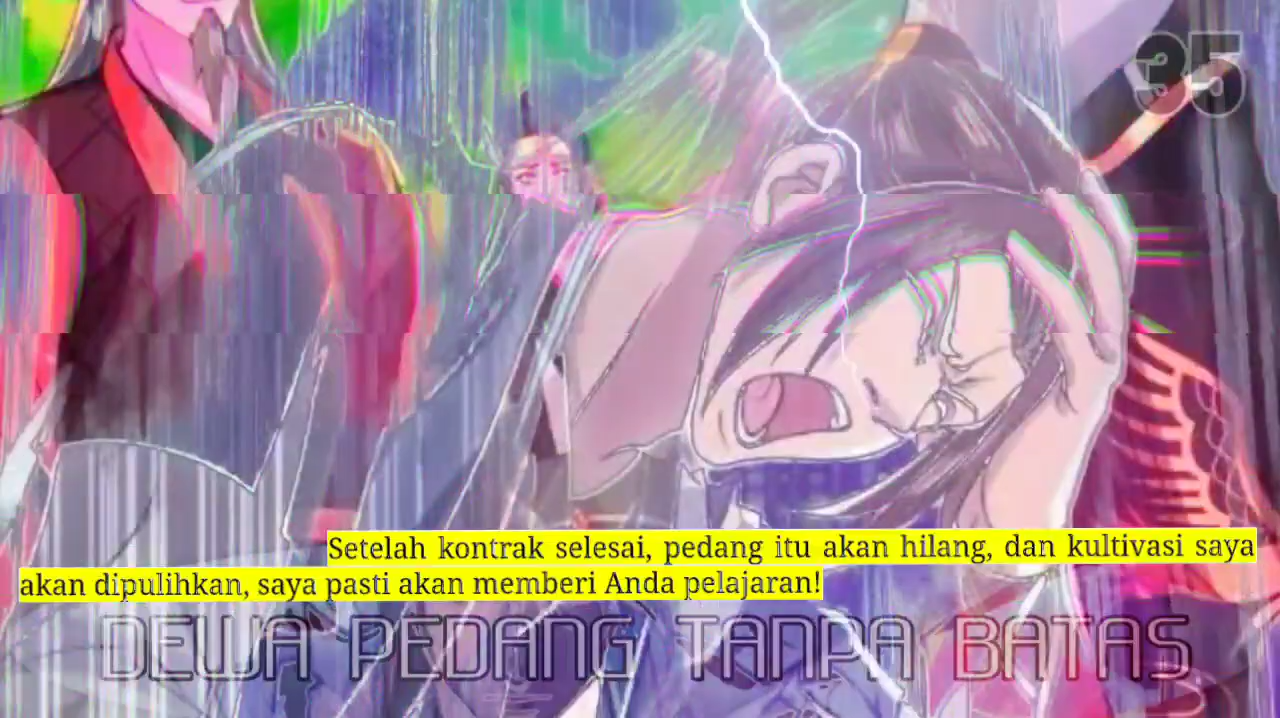 35
Setelah kontrak selesai, pedang itu akan hilang, dan kultivasi saya
akan dipulihkan, saya pasti akan memberi Anda pelajaran!
DEWA PEDANG TANPA BATAS